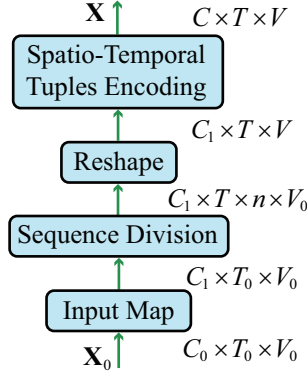 X C × T × V
Spatio-Temporal
Tuples Encoding
C₁ × T × V
Reshape
C₁ × T × n × V₀
Sequence Division
C₁ × T₀ × V₀
Input Map
X₀ C₀ × T₀ × V₀